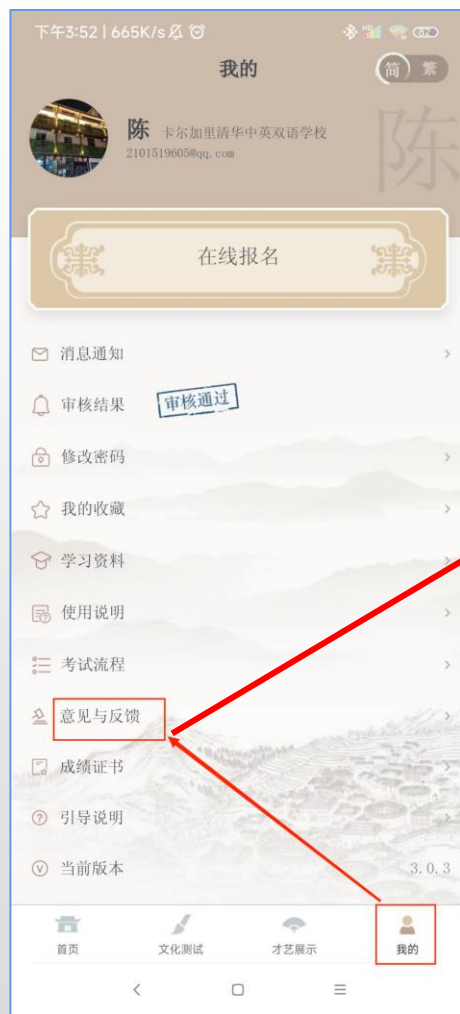 下午3:52 | 665K/s
我的
简 繁
陈 卡尔加里清华中英双语学校
2101519605@qq.com
陈
在线报名
消息通知
审核结果 审核通过
修改密码
我的收藏
学习资料
使用说明
考试流程
意见与反馈
成绩证书
引导说明
当前版本 3.0.3
首页 文化测试 才艺展示 我的